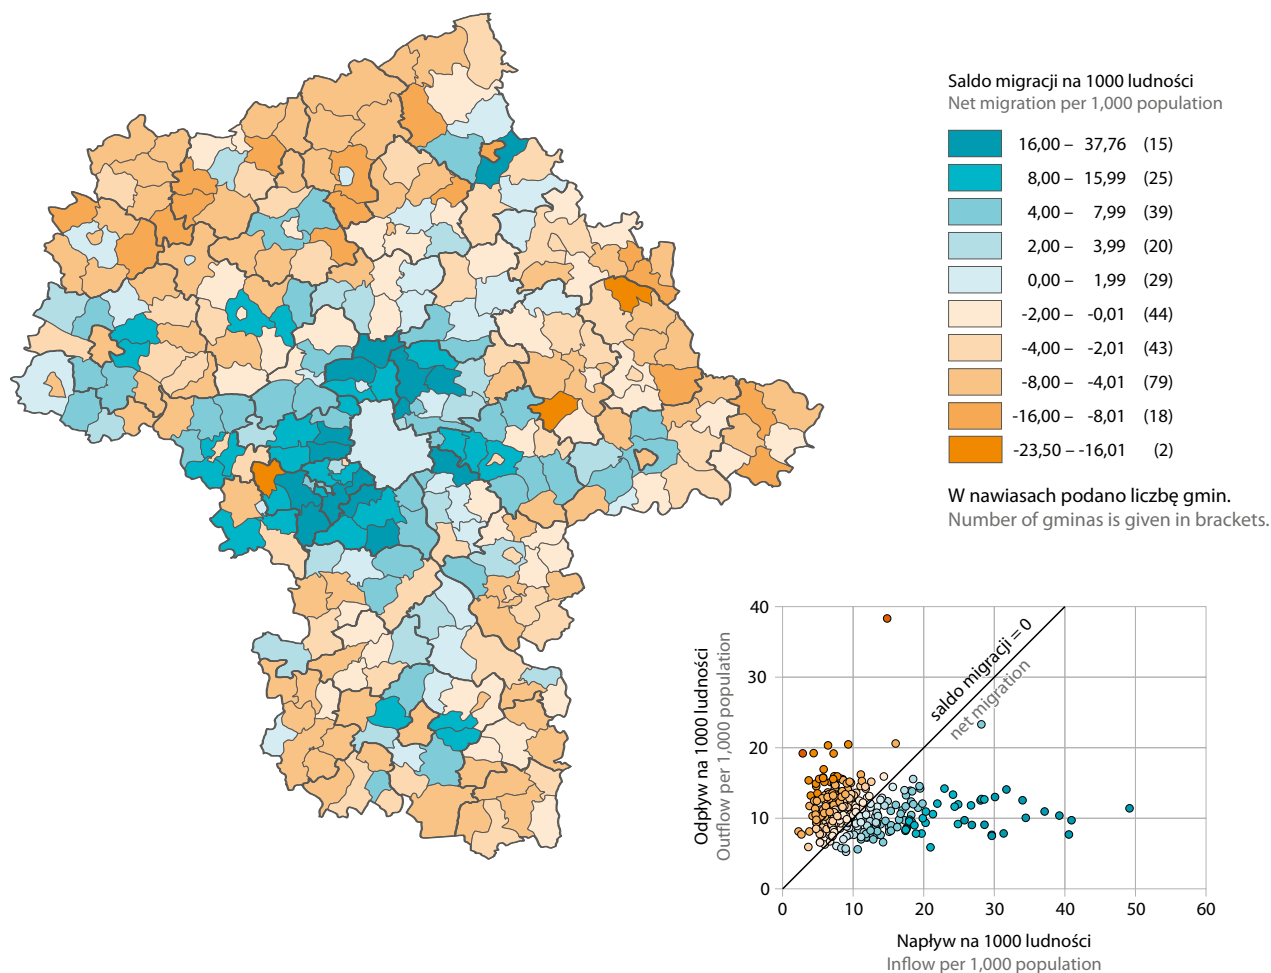 Saldo migracji na 1000 ludności
Net migration per 1,000 population
16,00 – 37,76 (15)
8,00 – 15,99 (25)
4,00 – 7,99 (39)
2,00 – 3,99 (20)
0,00 – 1,99 (29)
-2,00 – -0,01 (44)
-4,00 – -2,01 (43)
-8,00 – -4,01 (79)
-16,00 – -8,01 (18)
-23,50 – -16,01 (2)
W nawiasach podano liczbę gmin.
Number of gminas is given in brackets.
Odpływ na 1000 ludności
Outflow per 1,000 population
40
30
20
10
0
saldo migracji = 0
net migration
0 10 20 30 40 50 60
Napływ na 1000 ludności
Inflow per 1,000 population